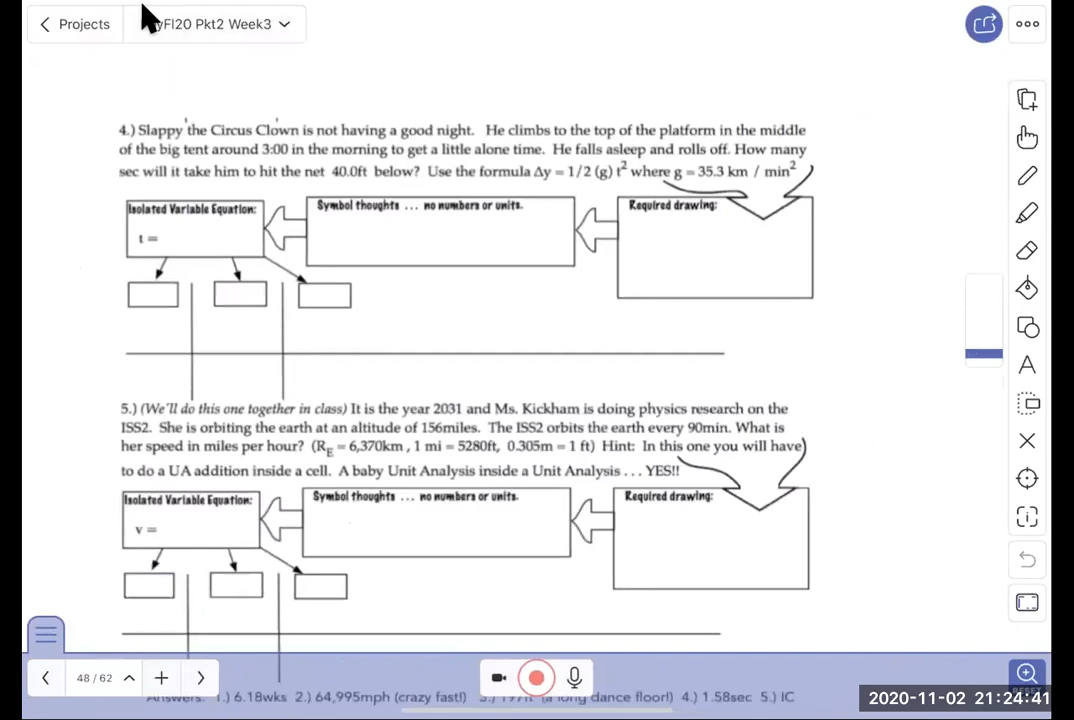 Projects
yFl20 Pkt2 Week3
4.) Slappy the Circus Clown is not having a good night. He climbs to the top of the platform in the middle
of the big tent around 3:00 in the morning to get a little alone time. He falls asleep and rolls off. How many
sec will it take him to hit the net 40.0ft below? Use the formula Δy = 1/2 (g) t² where g = 35.3 km / min²
Isolated Variable Equation:
t =
Symbol thoughts ... no numbers or units.
Required drawing:
5.) (We'll do this one together in class) It is the year 2031 and Ms. Kickham is doing physics research on the
ISS2. She is orbiting the earth at an altitude of 156miles. The ISS2 orbits the earth every 90min. What is
her speed in miles per hour? (R_E = 6,370km , 1 mi = 5280ft, 0.305m = 1 ft) Hint: In this one you will have
to do a UA addition inside a cell. A baby Unit Analysis inside a Unit Analysis . . . YES!!
Isolated Variable Equation:
v =
Symbol thoughts ... no numbers or units.
Required drawing:
48 / 62
Answers: 1.) 6.18wks 2.) 64,995mph (crazy fast!) dance floor!) 4.) 1.58sec 5.) IC
RESET
2020-11-02 21:24:41